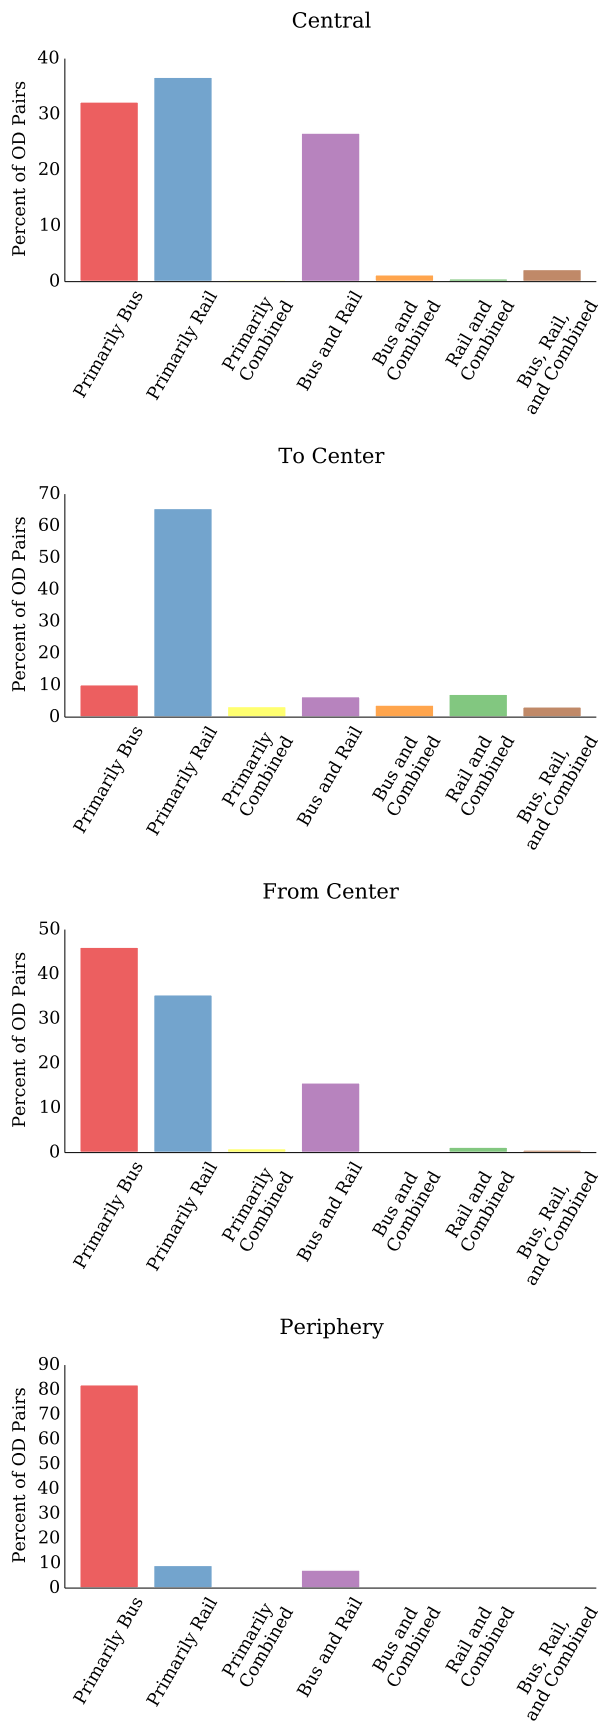 Central
Percent of OD Pairs
40
30
20
10
0
Primarily Bus
Primarily Rail
Primarily
Combined
Bus and Rail
Bus and
Combined
Rail and
Combined
Bus, Rail,
and Combined
To Center
Percent of OD Pairs
70
60
50
40
30
20
10
0
Primarily Bus
Primarily Rail
Primarily
Combined
Bus and Rail
Bus and
Combined
Rail and
Combined
Bus, Rail,
and Combined
From Center
Percent of OD Pairs
50
40
30
20
10
0
Primarily Bus
Primarily Rail
Primarily
Combined
Bus and Rail
Bus and
Combined
Rail and
Combined
Bus, Rail,
and Combined
Periphery
Percent of OD Pairs
90
80
70
60
50
40
30
20
10
0
Primarily Bus
Primarily Rail
Primarily
Combined
Bus and Rail
Bus and
Combined
Rail and
Combined
Bus, Rail,
and Combined